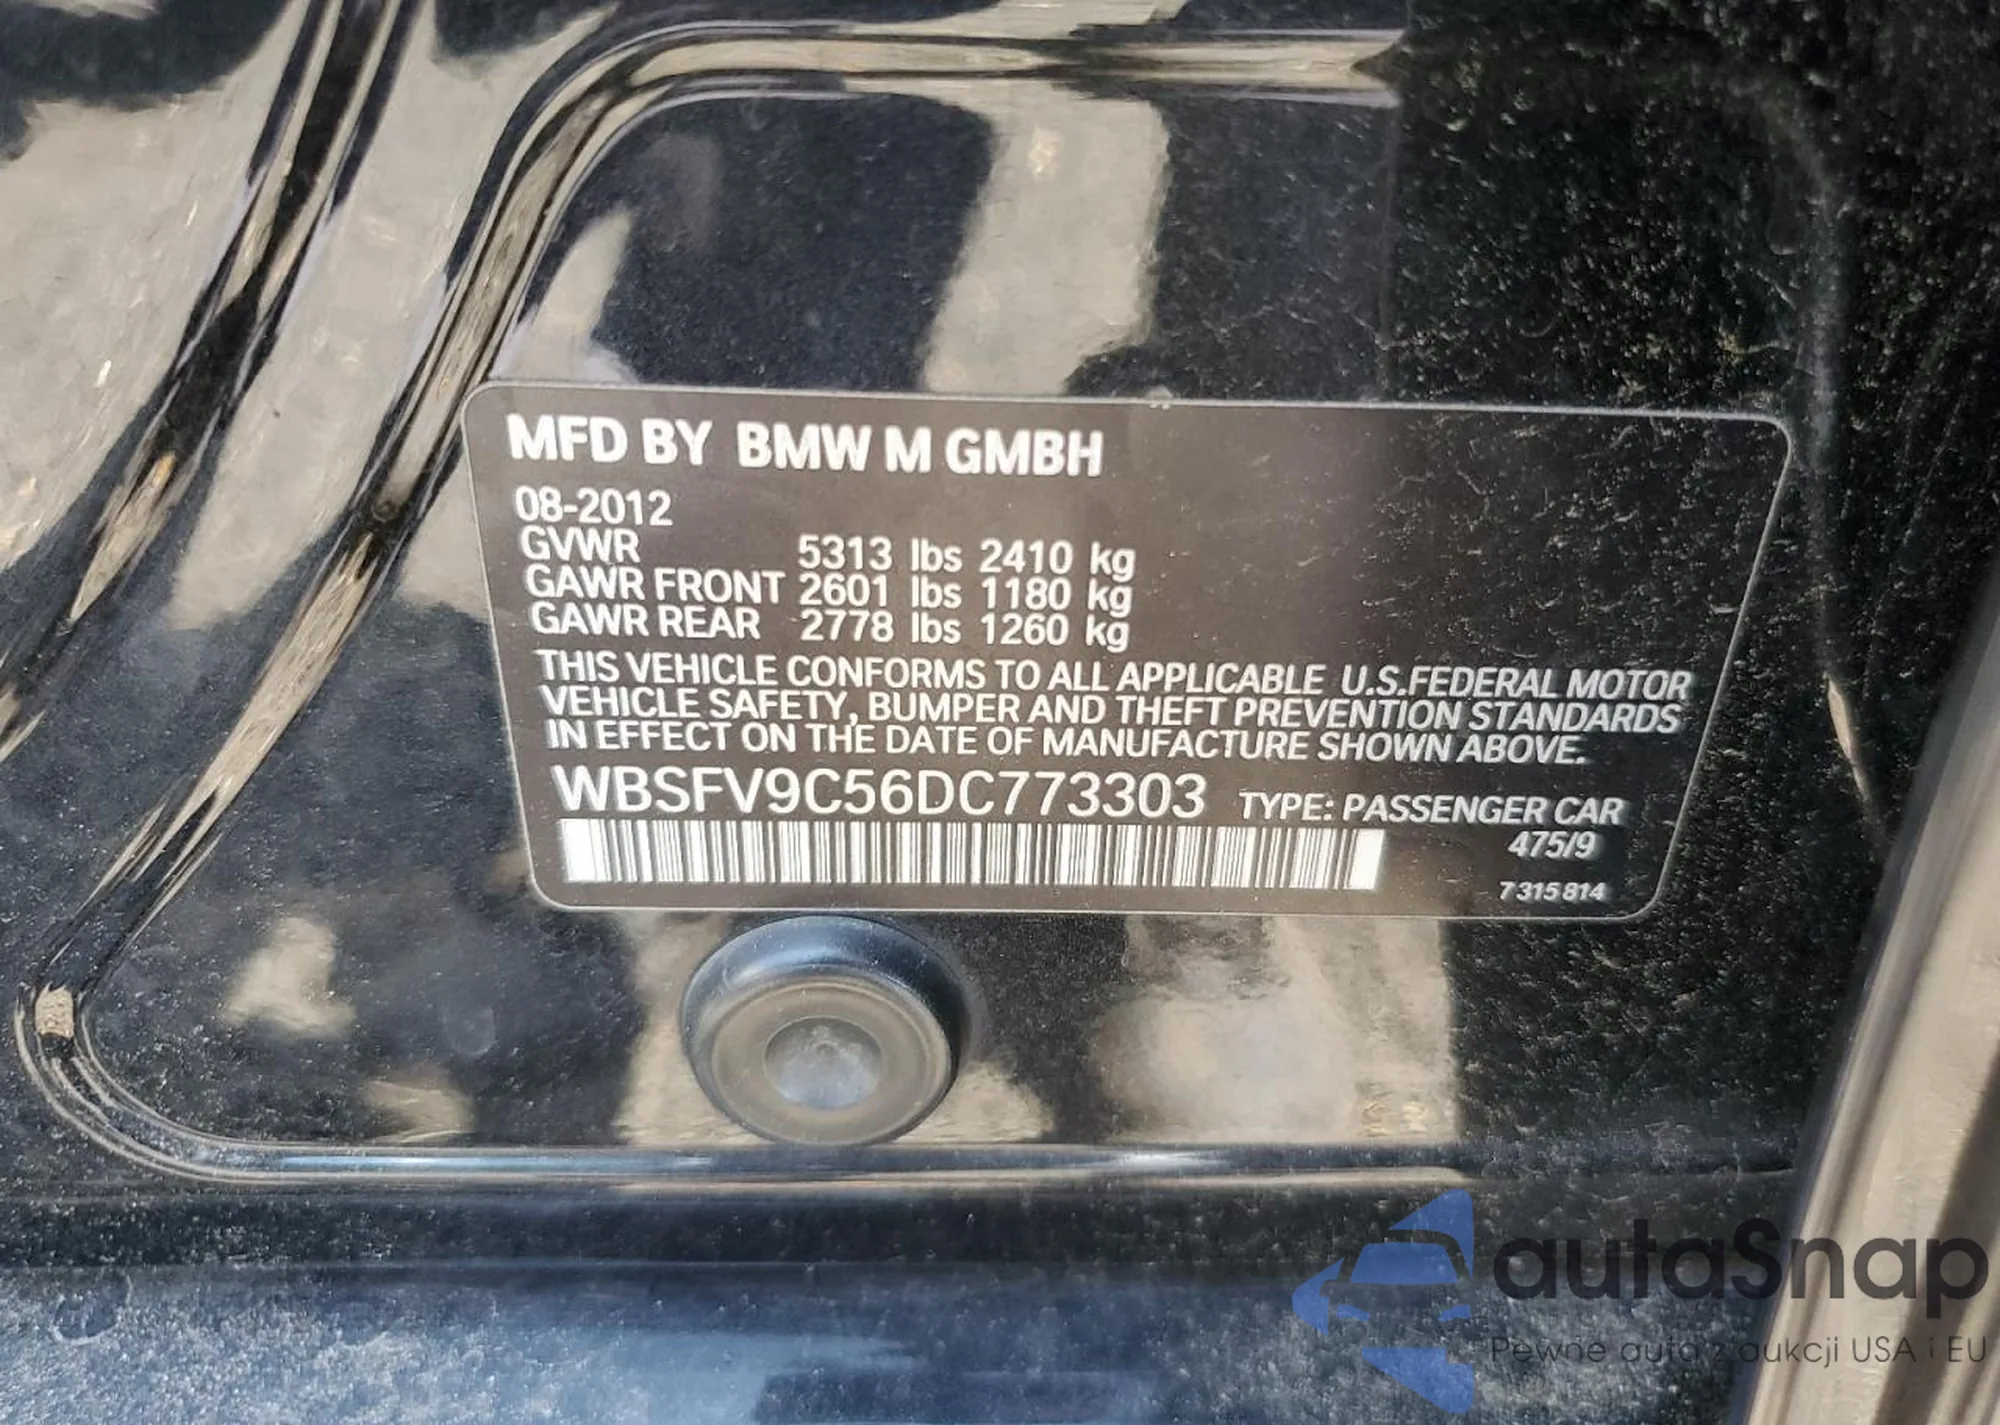 MFD BY BMW M GMBH
08-2012
GVWR 5313 lbs 2410 kg
GAWR FRONT 2601 lbs 1180 kg
GAWR REAR 2778 lbs 1260 kg
THIS VEHICLE CONFORMS TO ALL APPLICABLE U.S.FEDERAL MOTOR
VEHICLE SAFETY, BUMPER AND THEFT PREVENTION STANDARDS
IN EFFECT ON THE DATE OF MANUFACTURE SHOWN ABOVE.
WBSFV9C56DC773303 TYPE: PASSENGER CAR
475/9
7 315 814
autaSnap
Pewne auta z aukcji USA i EU